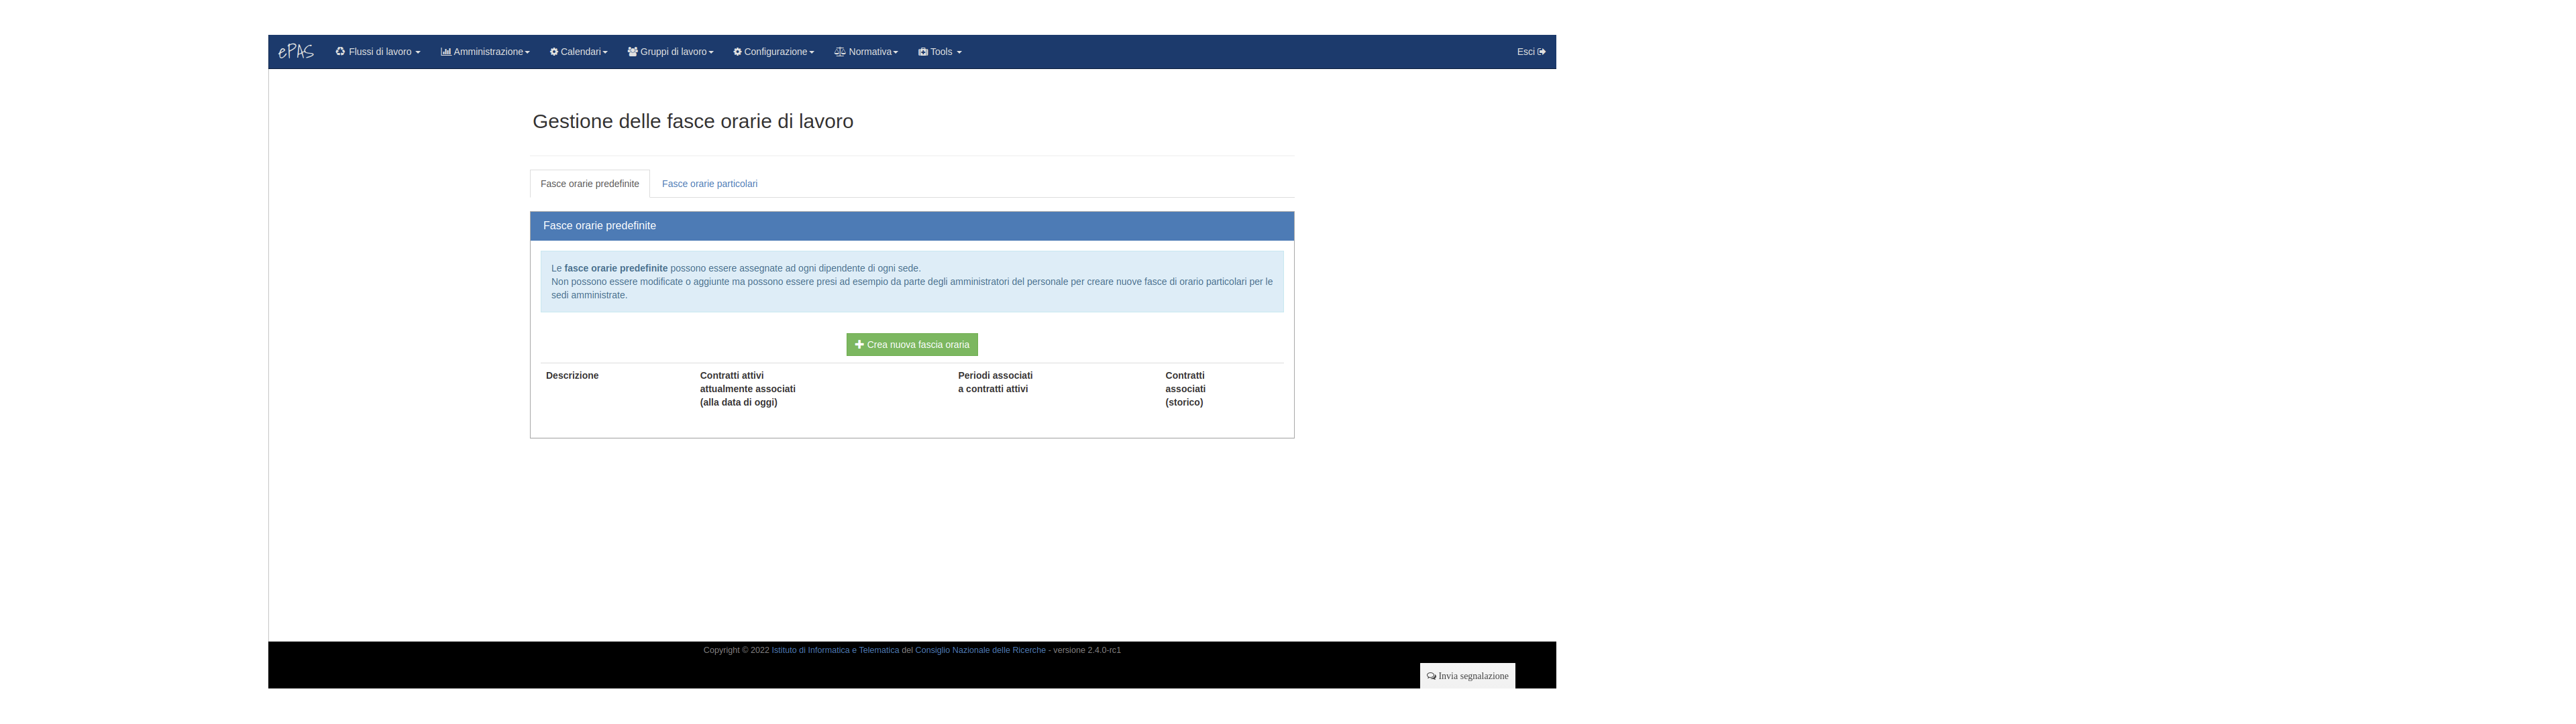 ePAS Flussi di lavoro Amministrazione Calendari Gruppi di lavoro Configurazione Normativa Tools Esci
Gestione delle fasce orarie di lavoro
Fasce orarie predefinite Fasce orarie particolari
Fasce orarie predefinite
Le fasce orarie predefinite possono essere assegnate ad ogni dipendente di ogni sede.
Non possono essere modificate o aggiunte ma possono essere presi ad esempio da parte degli amministratori del personale per creare nuove fasce di orario particolari per le
sedi amministrate.
Crea nuova fascia oraria
Descrizione Contratti attivi Periodi associati Contratti
attualmente associati a contratti attivi associati
(alla data di oggi) (storico)
Copyright © 2022 Istituto di Informatica e Telematica del Consiglio Nazionale delle Ricerche - versione 2.4.0-rc1
Invia segnalazione